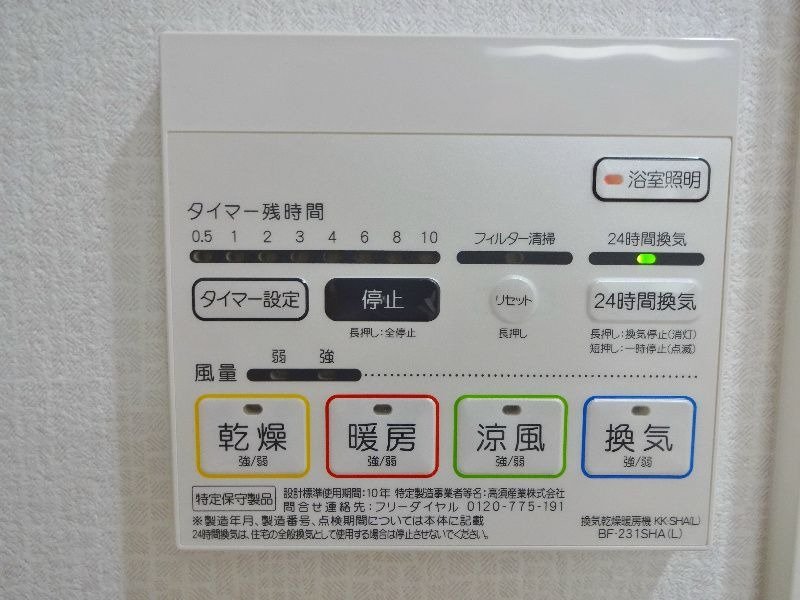 浴室照明
タイマー残時間
0.5 1 2 3 4 6 8 10
フィルター清掃
24時間換気
タイマー設定
停止
リセット
24時間換気
長押し:全停止
長押し
長押し:換気停止(消灯)
短押し:一時停止(点滅)
弱 強
風量
乾燥
強/弱
暖房
強/弱
涼風
強/弱
換気
強/弱
特定保守製品
設計標準使用期間:10年 特定製造事業者等名:高須産業株式会社
問合せ連絡先:フリーダイヤル 0120-775-191
※製造年月、製造番号、点検期間については本体に記載
24時間換気は、住宅の全般換気として使用する場合は停止させないでください。
換気乾燥暖房機 KK-SHA(L)
BF-231SHA(L)